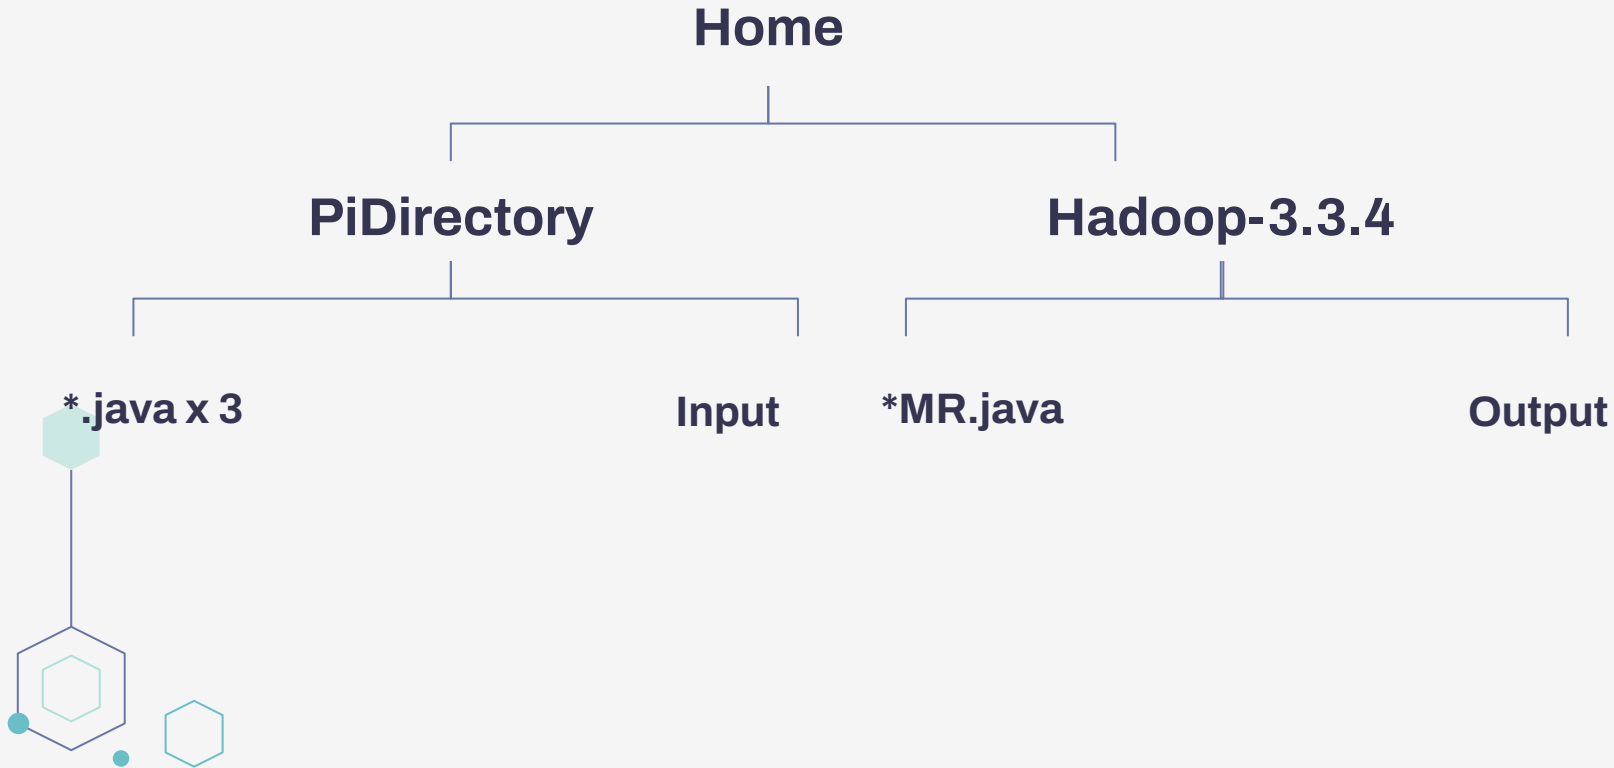 Home
PiDirectory
Hadoop-3.3.4
*.java x 3
Input
*MR.java
Output